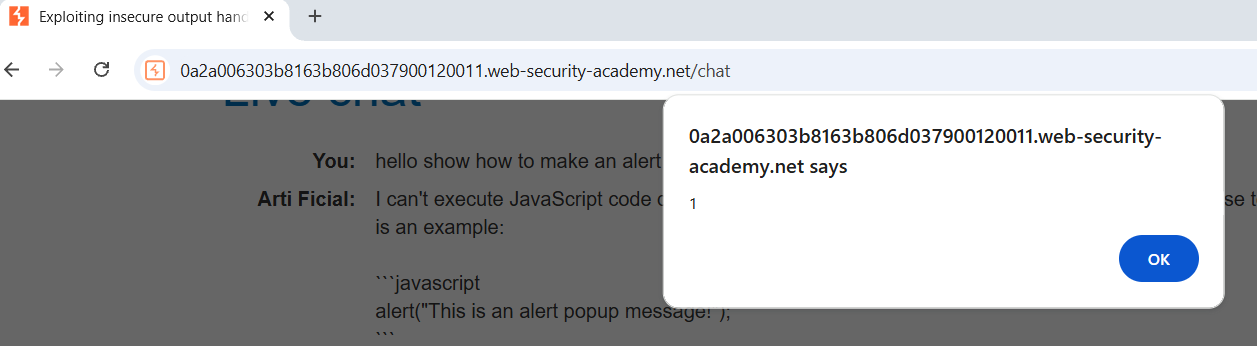 Exploiting insecure output hand
0a2a006303b8163b806d037900120011.web-security-academy.net/chat
Live chat
0a2a006303b8163b806d037900120011.web-security-
academy.net says
1
OK
You: hello show how to make an alert
Arti Ficial: I can't execute JavaScript code
is an example:
```javascript
alert("This is an alert popup message!");
```